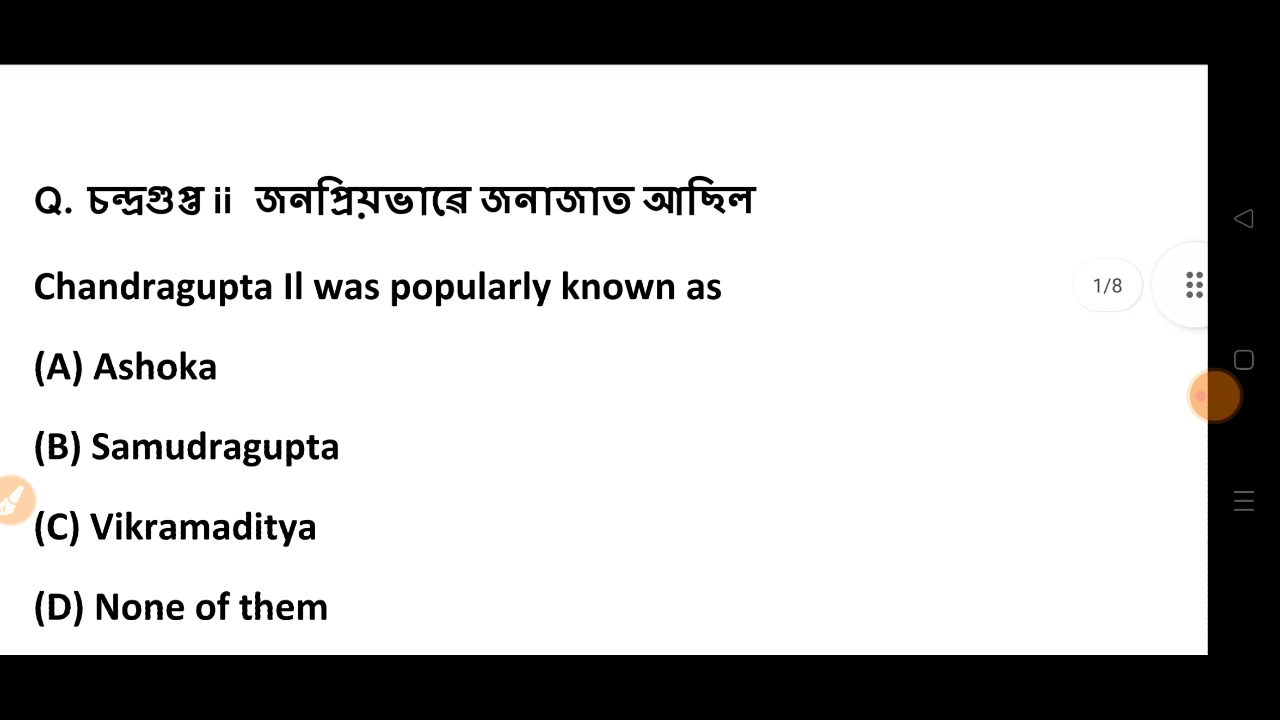 Q. চন্দ্ৰগুপ্ত ii জনপ্ৰিয়ভাৱে জনাজাত আছিল
Chandragupta Il was popularly known as
1/8
(A) Ashoka
(B) Samudragupta
(C) Vikramaditya
(D) None of them